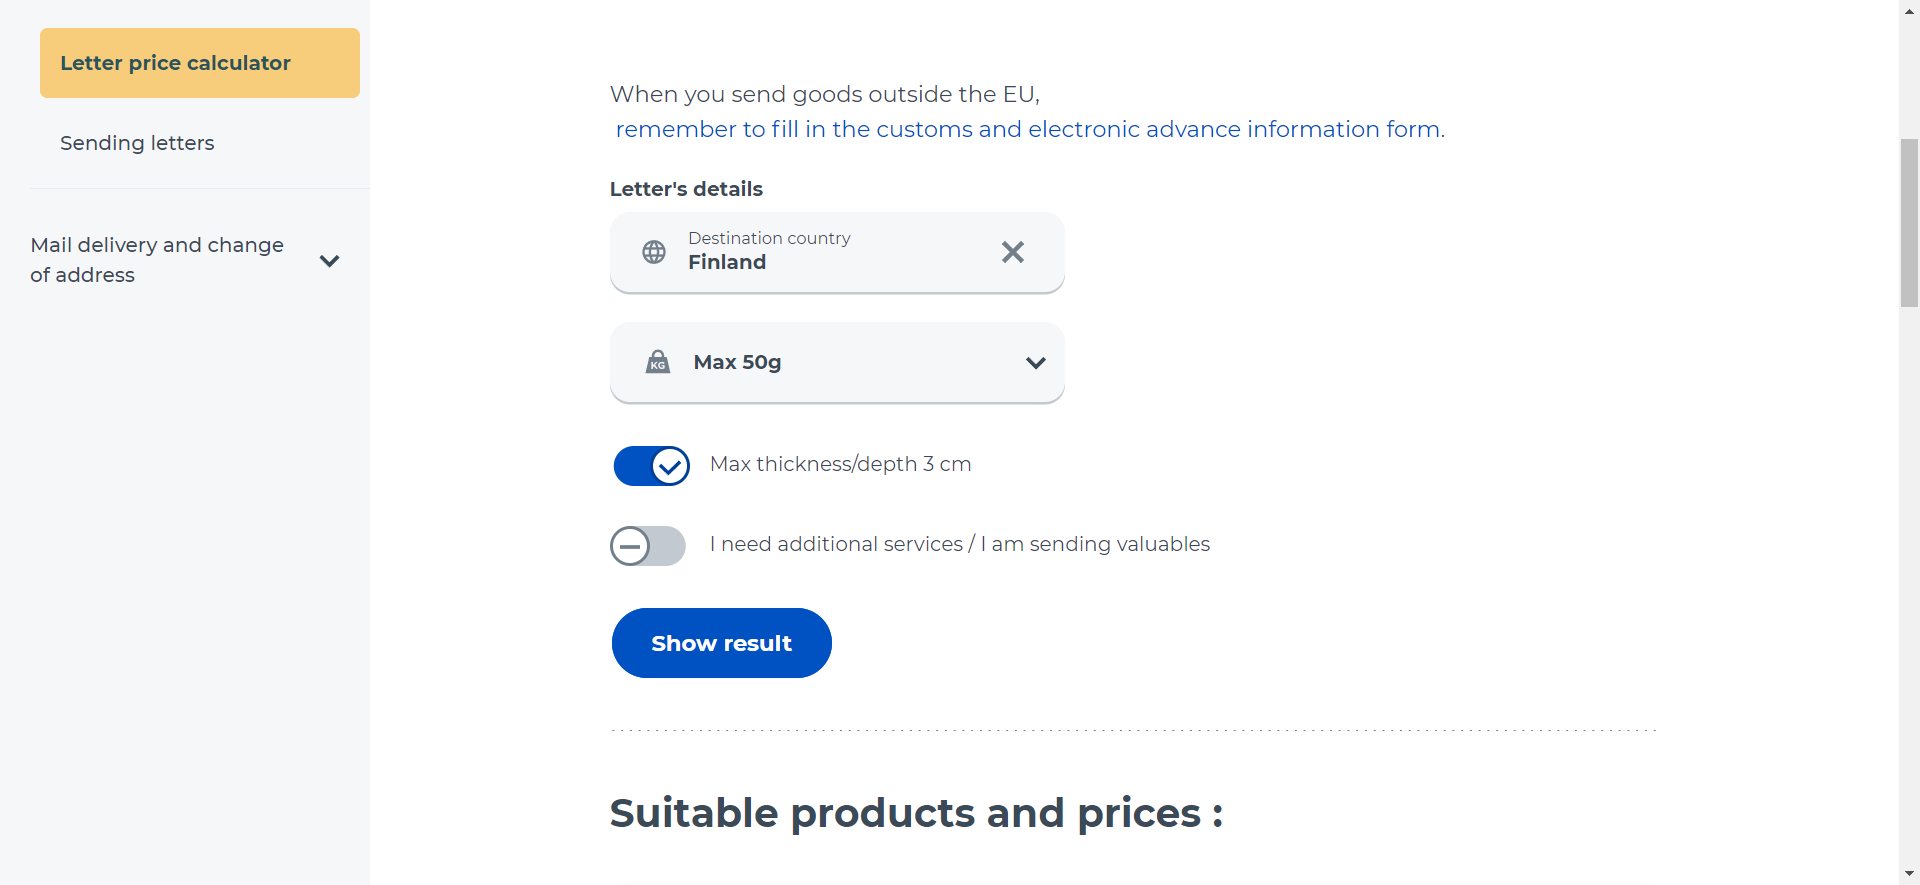 Letter price calculator
Sending letters
Mail delivery and change
of address
When you send goods outside the EU,
remember to fill in the customs and electronic advance information form.
Letter's details
Destination country
Finland
KG
Max 50g
Max thickness/depth 3 cm
I need additional services / I am sending valuables
Show result
Suitable products and prices :